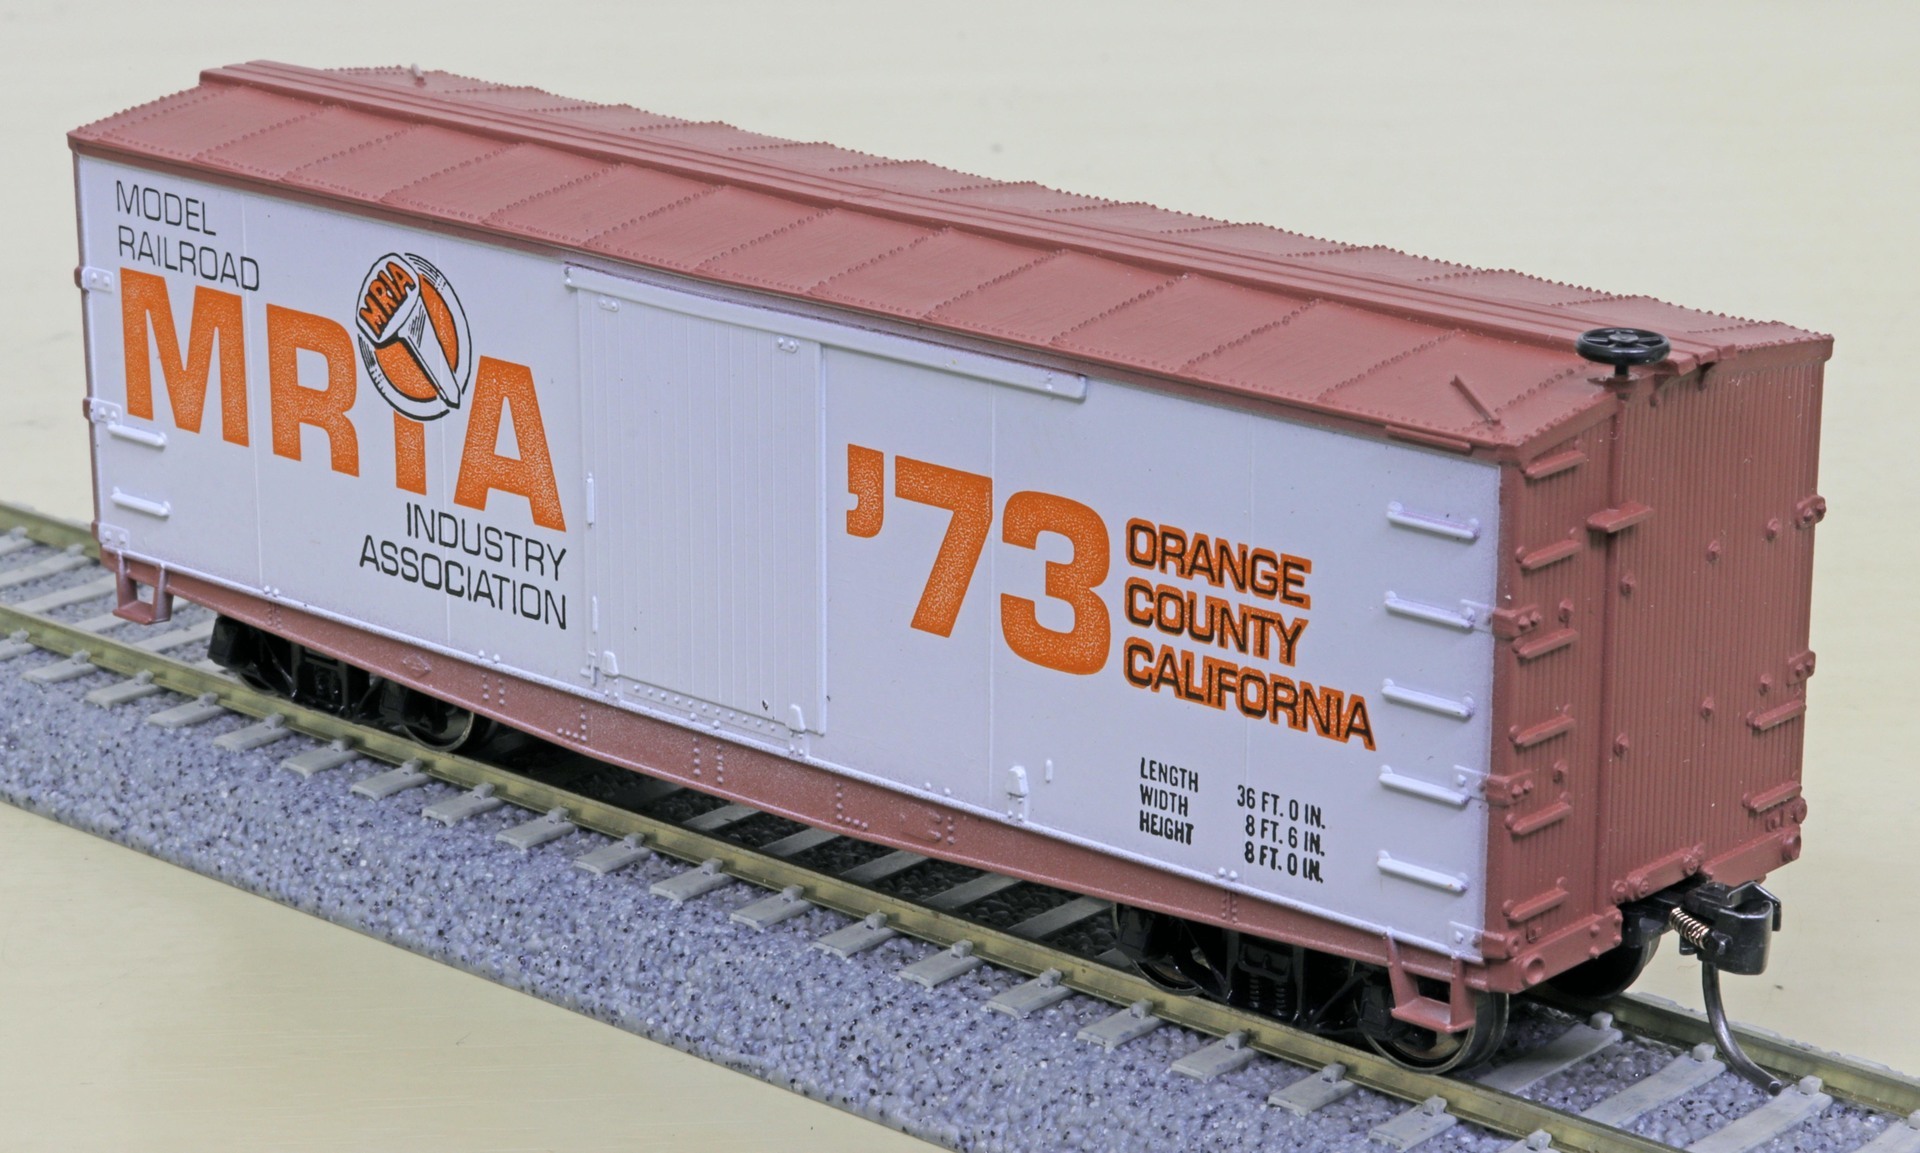 MODEL
RAILROAD
MRIA
MRIA
INDUSTRY
ASSOCIATION
'73
ORANGE
COUNTY
CALIFORNIA
LENGTH 36 FT. 0 IN.
WIDTH 8 FT. 6 IN.
HEIGHT 8 FT. 0 IN.